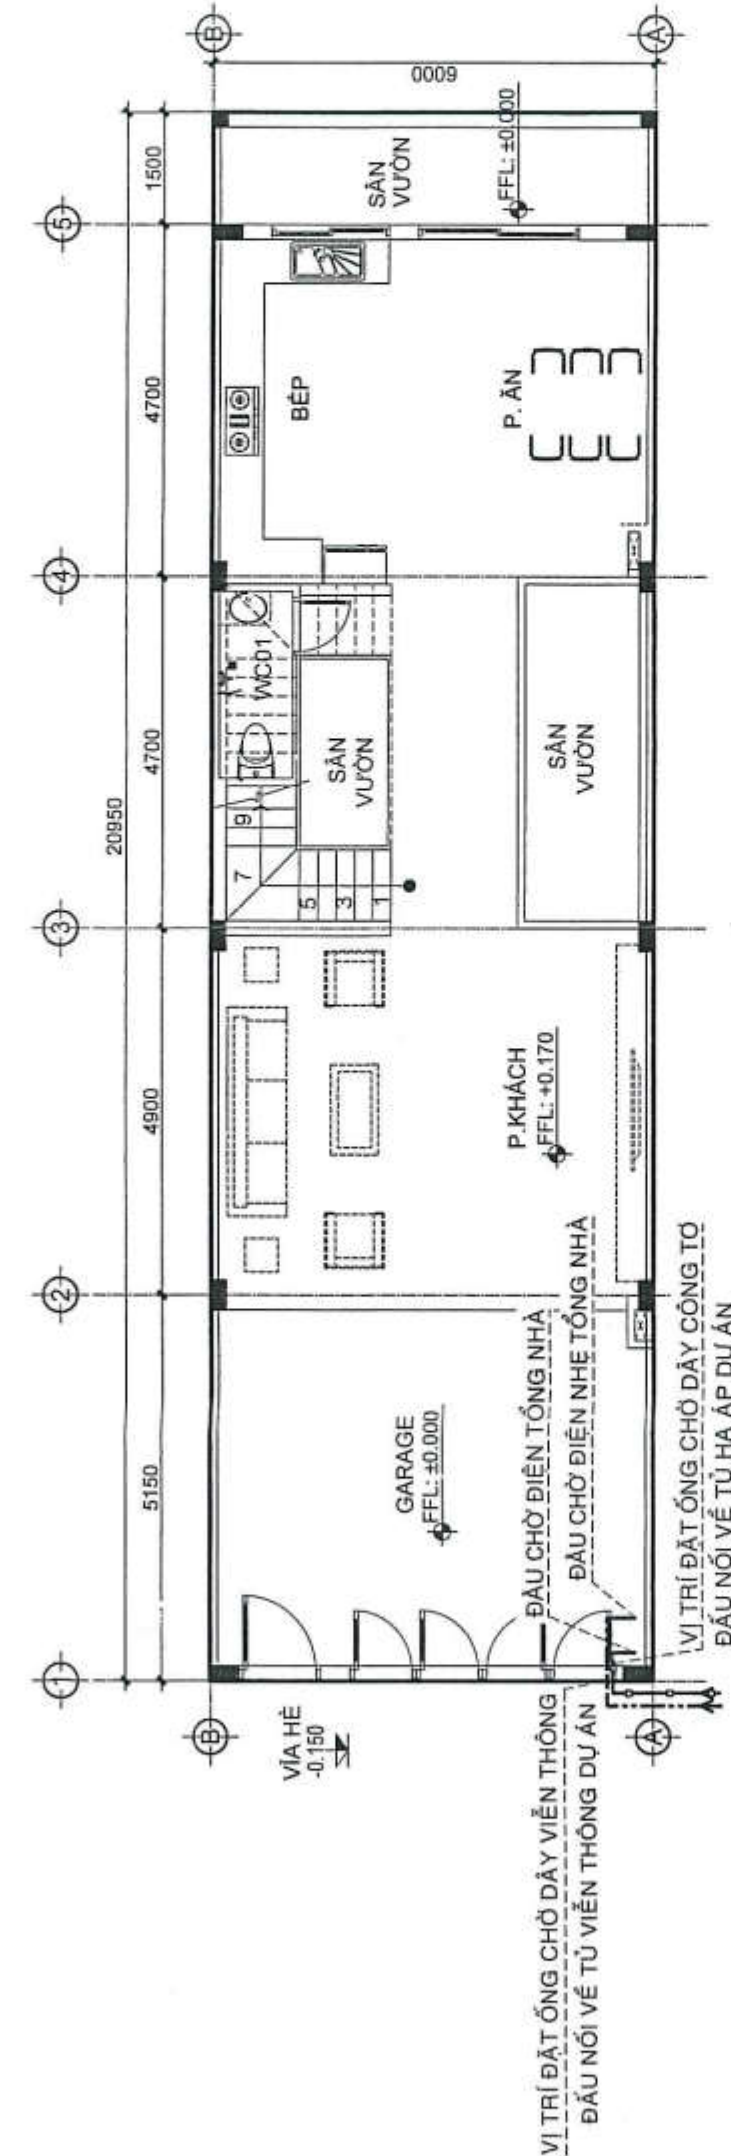 B
A
6000
20950
1500
4700
4700
4900
5150
5
4
3
2
1
SÂN
VƯỜN
FFL: ±0.000
BẾP
P. ĂN
WC01
SÂN
VƯỜN
SÂN
VƯỜN
9
7
5
3
1
P.KHÁCH
FFL: +0.170
GARAGE
FFL: ±0.000
ĐẦU CHỜ ĐIỆN TỔNG NHÀ
ĐẦU CHỜ ĐIỆN NHẸ TỔNG NHÀ
VỊ TRÍ ĐẶT ỐNG CHỜ DÂY CÔNG TƠ
ĐẤU NỐI VỀ TỦ HẠ ÁP DỰ ÁN
B
A
VỈA HÈ
-0.150
VỊ TRÍ ĐẶT ỐNG CHỜ DÂY VIỄN THÔNG
ĐẤU NỐI VỀ TỦ VIỄN THÔNG DỰ ÁN